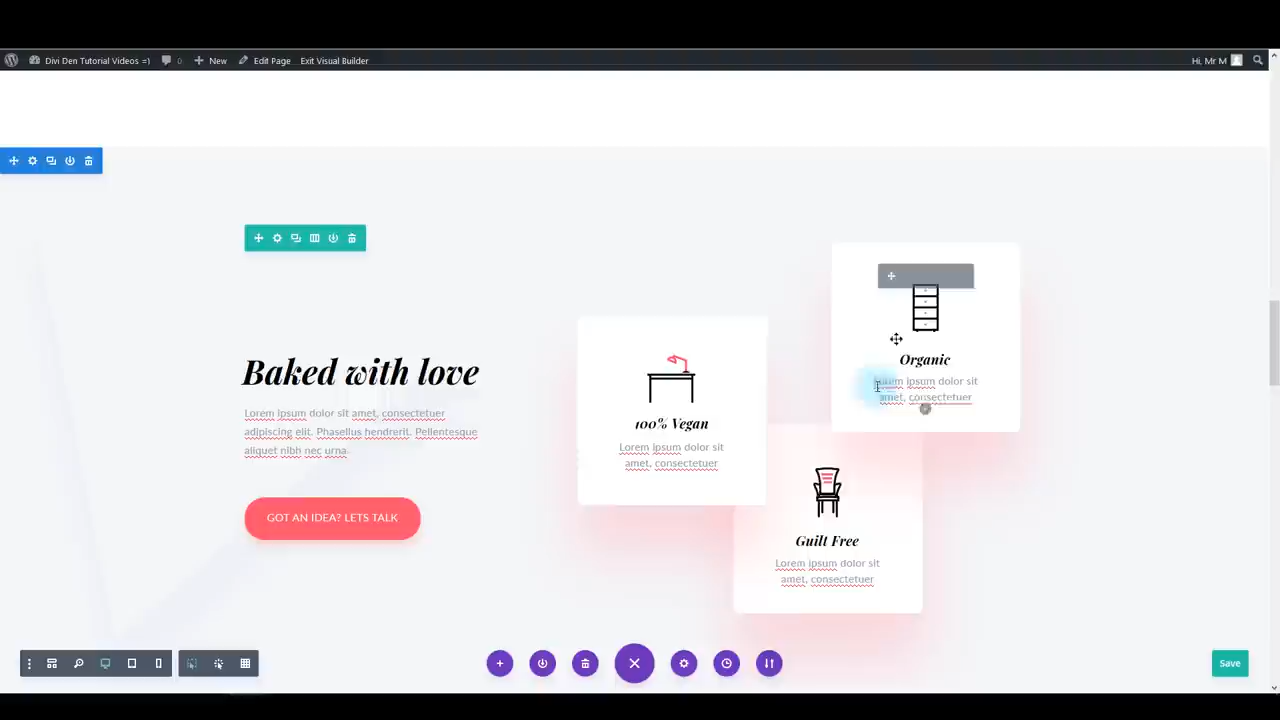 Divi Den Tutorial Videos =) 0 New Edit Page Exit Visual Builder Hi, Mr M
Baked with love
Lorem ipsum dolor sit amet, consectetuer
adipiscing elit. Phasellus hendrerit. Pellentesque
aliquet nibh nec urna.
GOT AN IDEA? LETS TALK
100% Vegan
Lorem ipsum dolor sit
amet, consectetuer
Organic
Lorem ipsum dolor sit
amet, consectetuer
Guilt Free
Lorem ipsum dolor sit
amet, consectetuer
Save